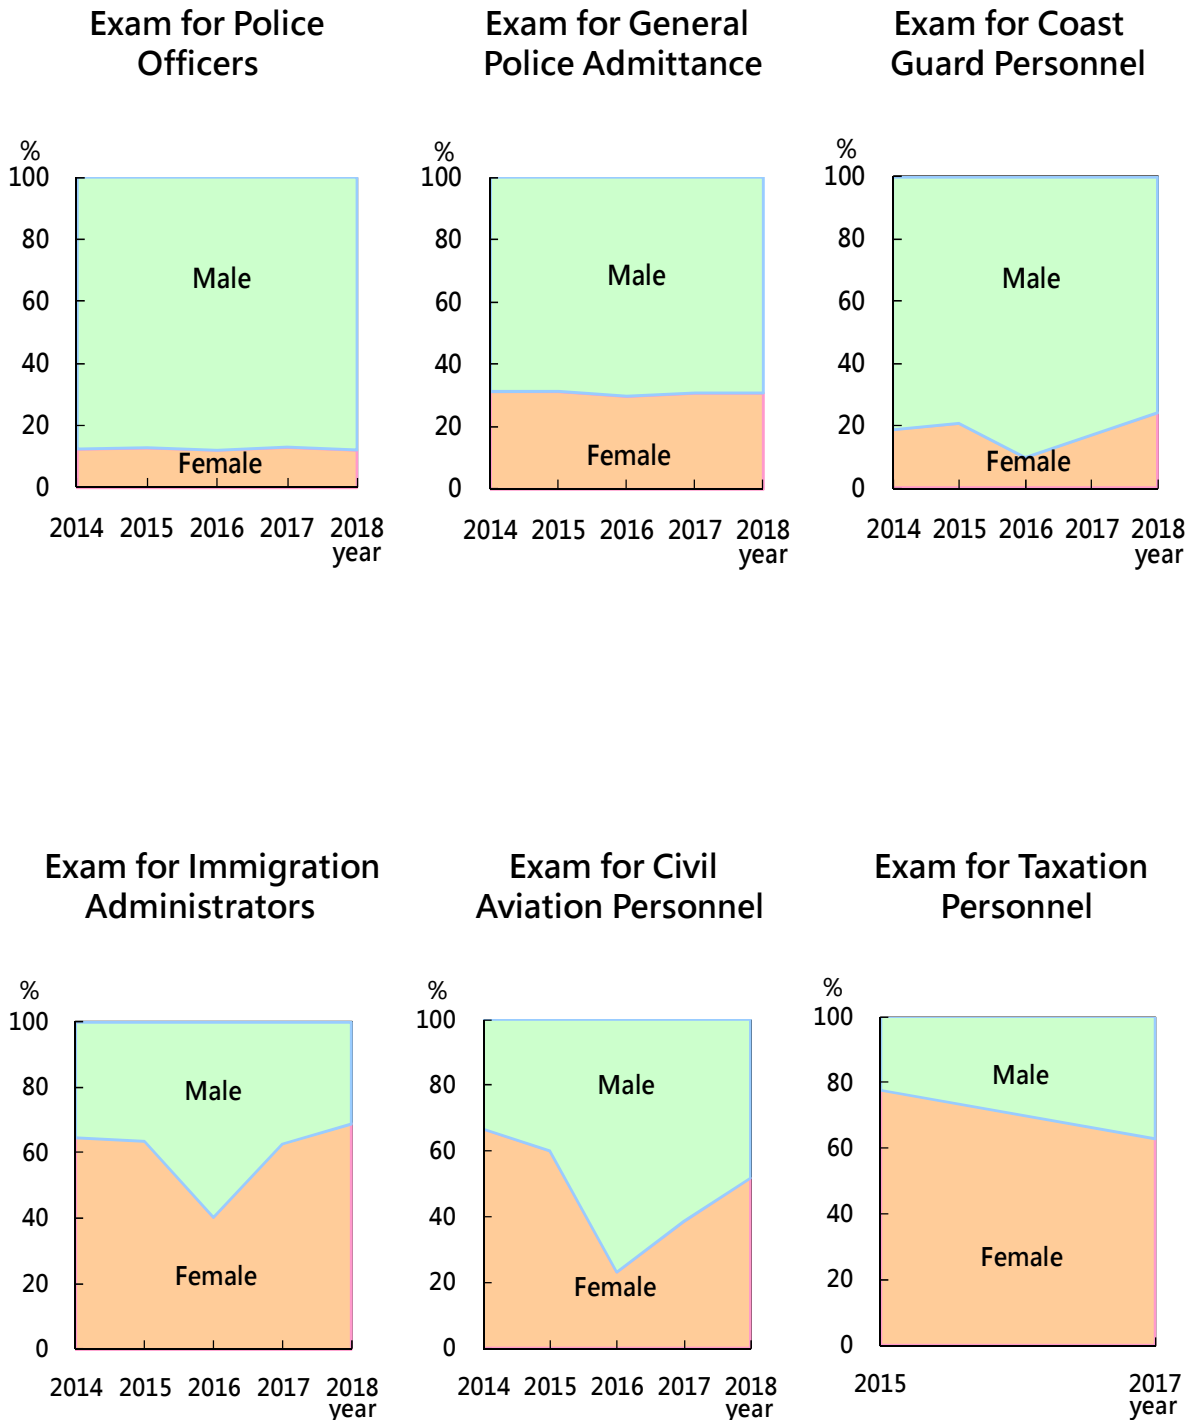 Exam for Police
Officers
%
100
80
60
40
20
0
Male
Female
2014 2015 2016 2017 2018
year
Exam for General
Police Admittance
%
100
80
60
40
20
0
Male
Female
2014 2015 2016 2017 2018
year
Exam for Coast
Guard Personnel
%
100
80
60
40
20
0
Male
Female
2014 2015 2016 2017 2018
year
Exam for Immigration
Administrators
%
100
80
60
40
20
0
Male
Female
2014 2015 2016 2017 2018
year
Exam for Civil
Aviation Personnel
%
100
80
60
40
20
0
Male
Female
2014 2015 2016 2017 2018
year
Exam for Taxation
Personnel
%
100
80
60
40
20
0
Male
Female
2015 2017
year